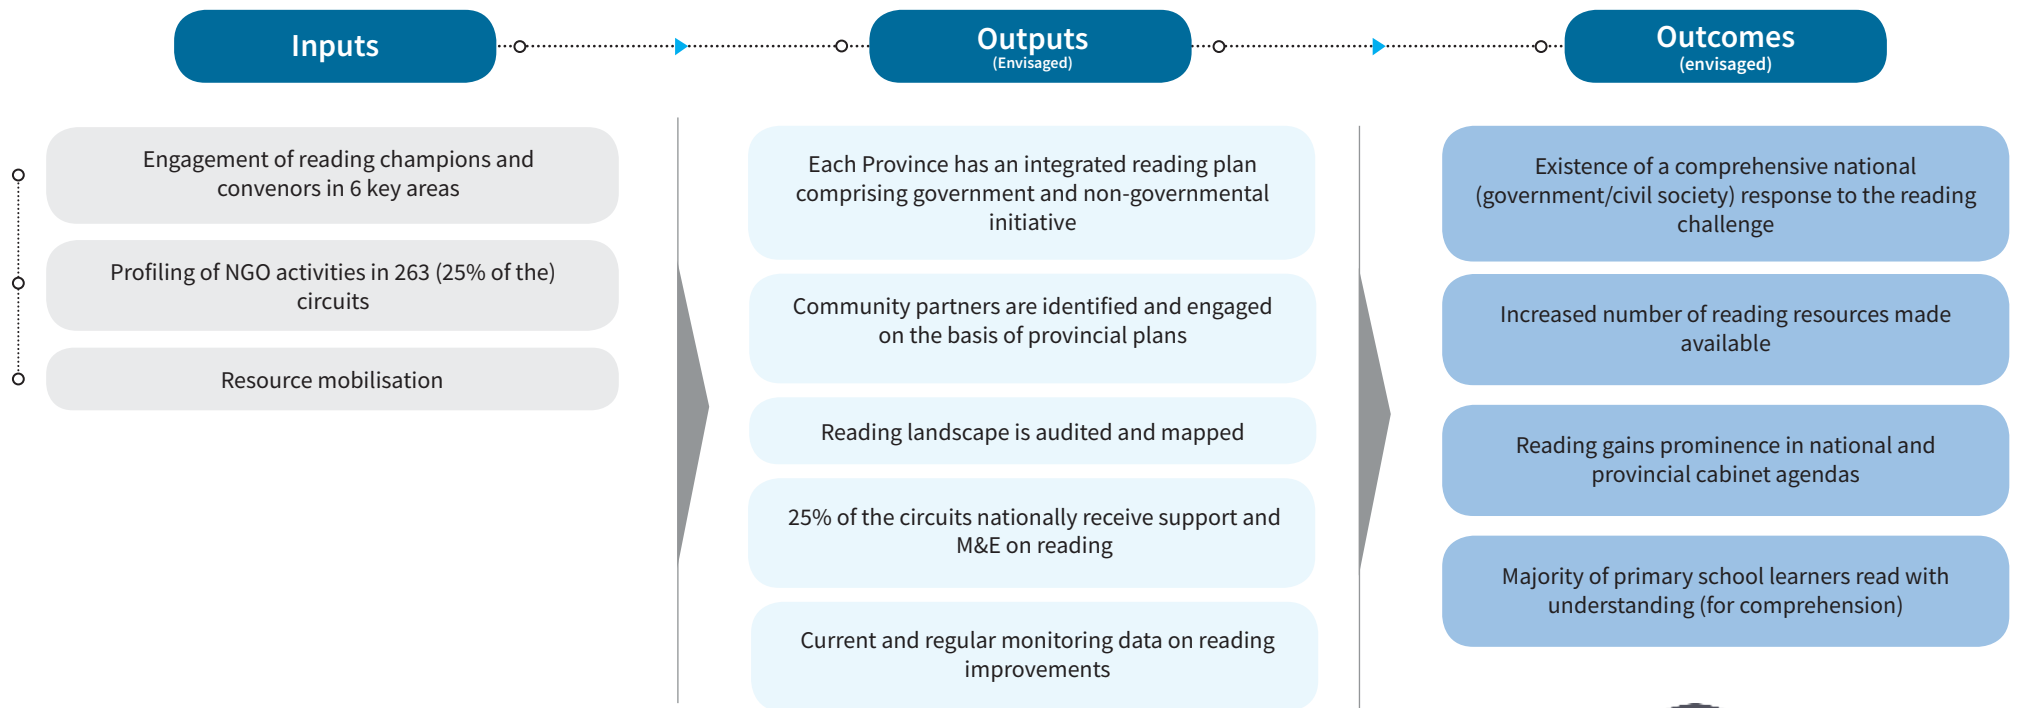 Inputs
Outputs
(Envisaged)
Outcomes
(envisaged)
Engagement of reading champions and
convenors in 6 key areas
Profiling of NGO activities in 263 (25% of the)
circuits
Resource mobilisation
Each Province has an integrated reading plan
comprising government and non-governmental
initiative
Community partners are identified and engaged
on the basis of provincial plans
Reading landscape is audited and mapped
25% of the circuits nationally receive support and
M&E on reading
Current and regular monitoring data on reading
improvements
Existence of a comprehensive national
(government/civil society) response to the reading
challenge
Increased number of reading resources made
available
Reading gains prominence in national and
provincial cabinet agendas
Majority of primary school learners read with
understanding (for comprehension)